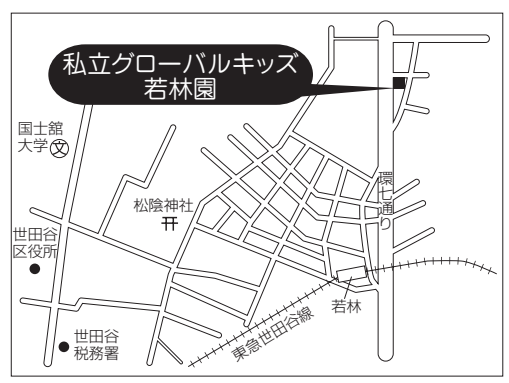 私立グローバルキッズ
若林園
国士舘
大学
文
松陰神社
環七通り
世田谷
区役所
若林
東急世田谷線
世田谷
税務署